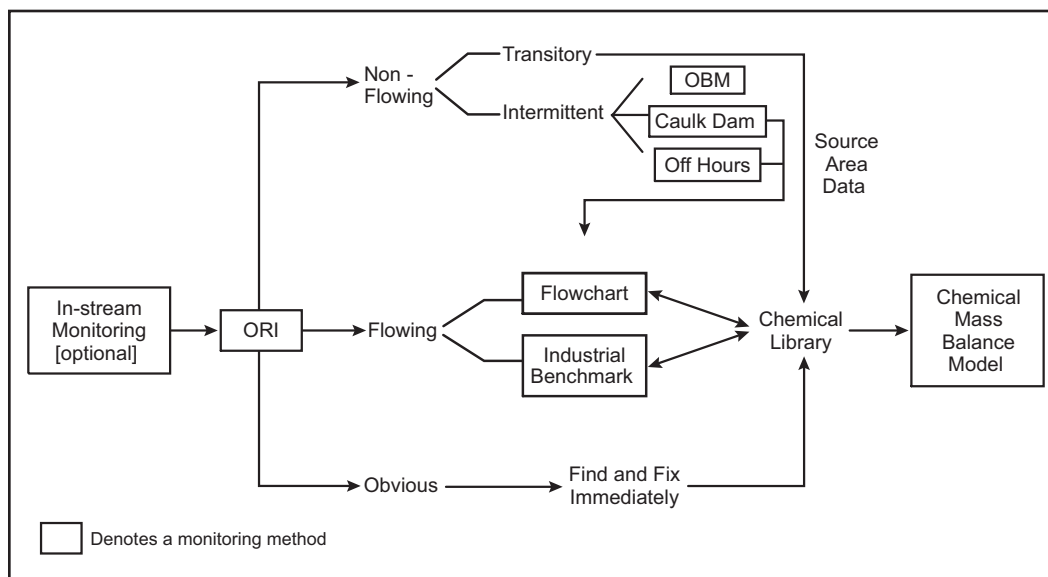 Non -
Flowing
Transitory
Intermittent
OBM
Caulk Dam
Off Hours
Source
Area
Data
In-stream
Monitoring
[optional]
ORI
Flowing
Flowchart
Industrial
Benchmark
Chemical
Library
Chemical
Mass
Balance
Model
Obvious
Find and Fix
Immediately
Denotes a monitoring method